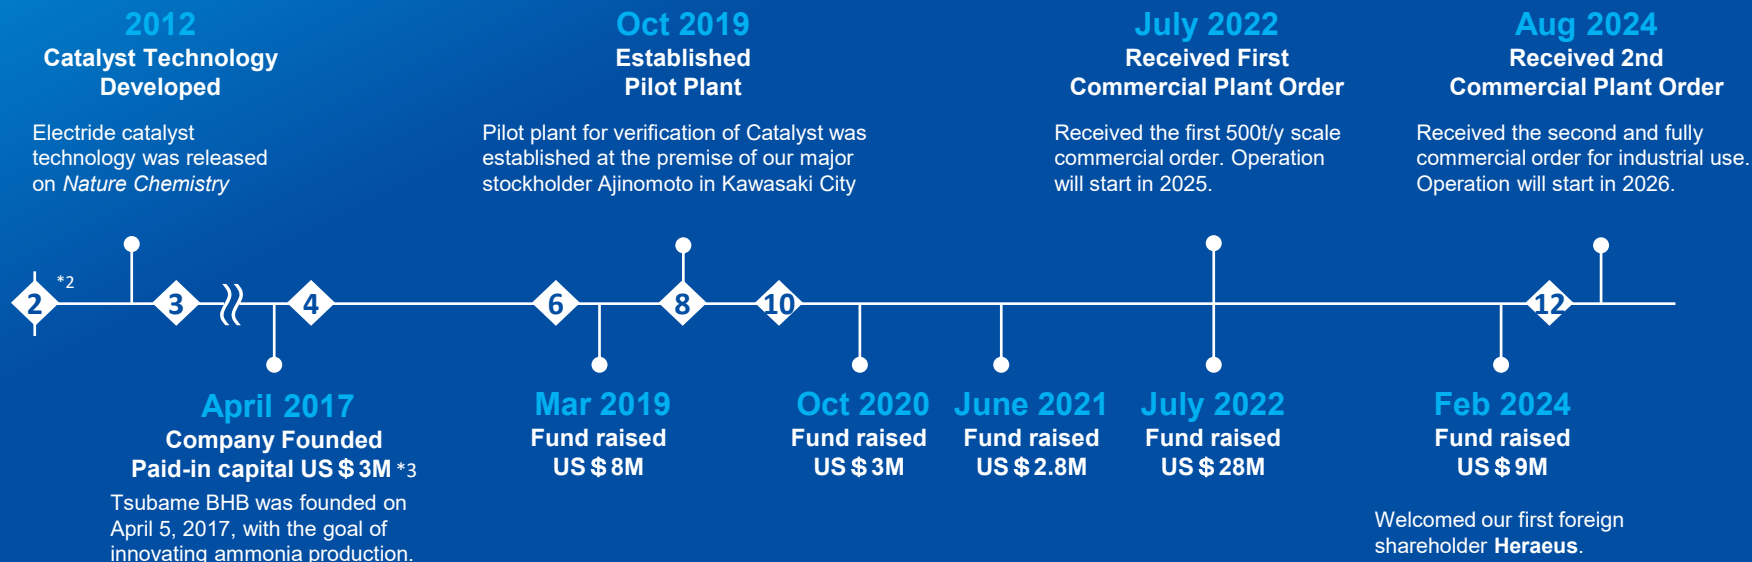 2012
Catalyst Technology
Developed
Electride catalyst
technology was released
on Nature Chemistry
Oct 2019
Established
Pilot Plant
Pilot plant for verification of Catalyst was
established at the premise of our major
stockholder Ajinomoto in Kawasaki City
July 2022
Received First
Commercial Plant Order
Received the first 500t/y scale
commercial order. Operation
will start in 2025.
Aug 2024
Received 2nd
Commercial Plant Order
Received the second and fully
commercial order for industrial use.
Operation will start in 2026.
2 *2 3 4 6 8 10 12
April 2017
Company Founded
Paid-in capital US $3M *3
Tsubame BHB was founded on
April 5, 2017, with the goal of
innovating ammonia production.
Mar 2019
Fund raised
US $8M
Oct 2020
Fund raised
US $3M
June 2021
Fund raised
US $2.8M
July 2022
Fund raised
US $28M
Feb 2024
Fund raised
US $9M
Welcomed our first foreign
shareholder Heraeus.